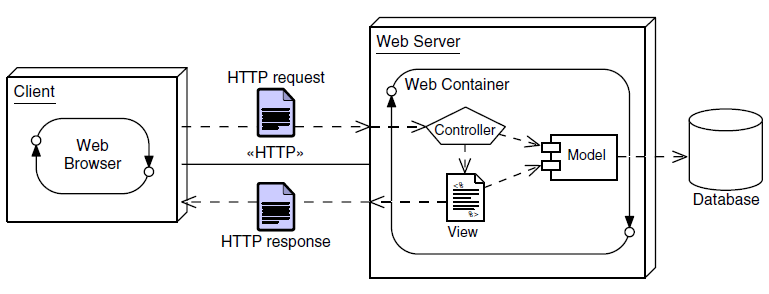 Client
Web
Browser
HTTP request
«HTTP»
HTTP response
Web Server
Web Container
Controller
<%
%>
View
Model
Database